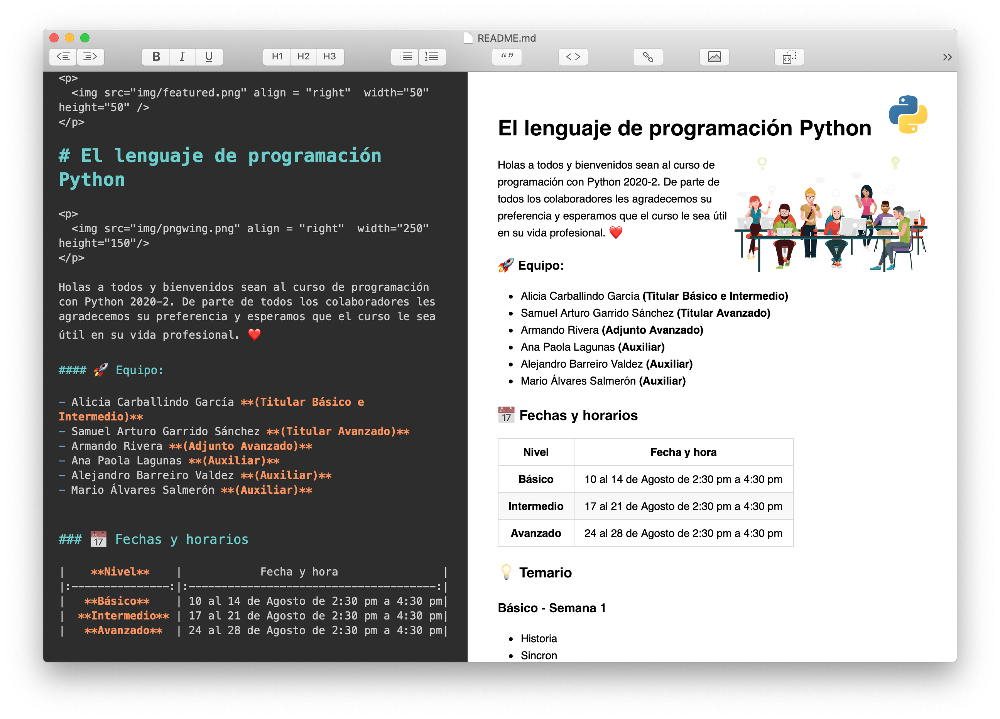 README.md
B I U
H1 H2 H3
“ ”
< >
<p>
<img src="img/featured.png" align = "right"  width="50"
height="50" />
</p>
# El lenguaje de programación
Python
<p>
<img src="img/pngwing.png" align = "right"  width="250"
height="150"/>
</p>
Holas a todos y bienvenidos sean al curso de programación
con Python 2020-2. De parte de todos los colaboradores les
agradecemos su preferencia y esperamos que el curso le sea
útil en su vida profesional. ❤️
#### 🚀 Equipo:
- Alicia Carballindo García **(Titular Básico e
Intermedio)**
- Samuel Arturo Garrido Sánchez **(Titular Avanzado)**
- Armando Rivera **(Adjunto Avanzado)**
- Ana Paola Lagunas **(Auxiliar)**
- Alejandro Barreiro Valdez **(Auxiliar)**
- Mario Álvares Salmerón **(Auxiliar)**
### 📅 Fechas y horarios
|    **Nivel**    |            Fecha y hora                |
|:---------------:|:--------------------------------------:|
|   **Básico**    | 10 al 14 de Agosto de 2:30 pm a 4:30 pm|
|  **Intermedio** | 17 al 21 de Agosto de 2:30 pm a 4:30 pm|
|   **Avanzado**  | 24 al 28 de Agosto de 2:30 pm a 4:30 pm|
El lenguaje de programación Python
Holas a todos y bienvenidos sean al curso de
programación con Python 2020-2. De parte de
todos los colaboradores les agradecemos su
preferencia y esperamos que el curso le sea útil
en su vida profesional. ❤️
🚀 Equipo:
• Alicia Carballindo García (Titular Básico e Intermedio)
• Samuel Arturo Garrido Sánchez (Titular Avanzado)
• Armando Rivera (Adjunto Avanzado)
• Ana Paola Lagunas (Auxiliar)
• Alejandro Barreiro Valdez (Auxiliar)
• Mario Álvares Salmerón (Auxiliar)
📅 Fechas y horarios
Nivel Fecha y hora
Básico 10 al 14 de Agosto de 2:30 pm a 4:30 pm
Intermedio 17 al 21 de Agosto de 2:30 pm a 4:30 pm
Avanzado 24 al 28 de Agosto de 2:30 pm a 4:30 pm
💡 Temario
Básico - Semana 1
• Historia
• Sincron